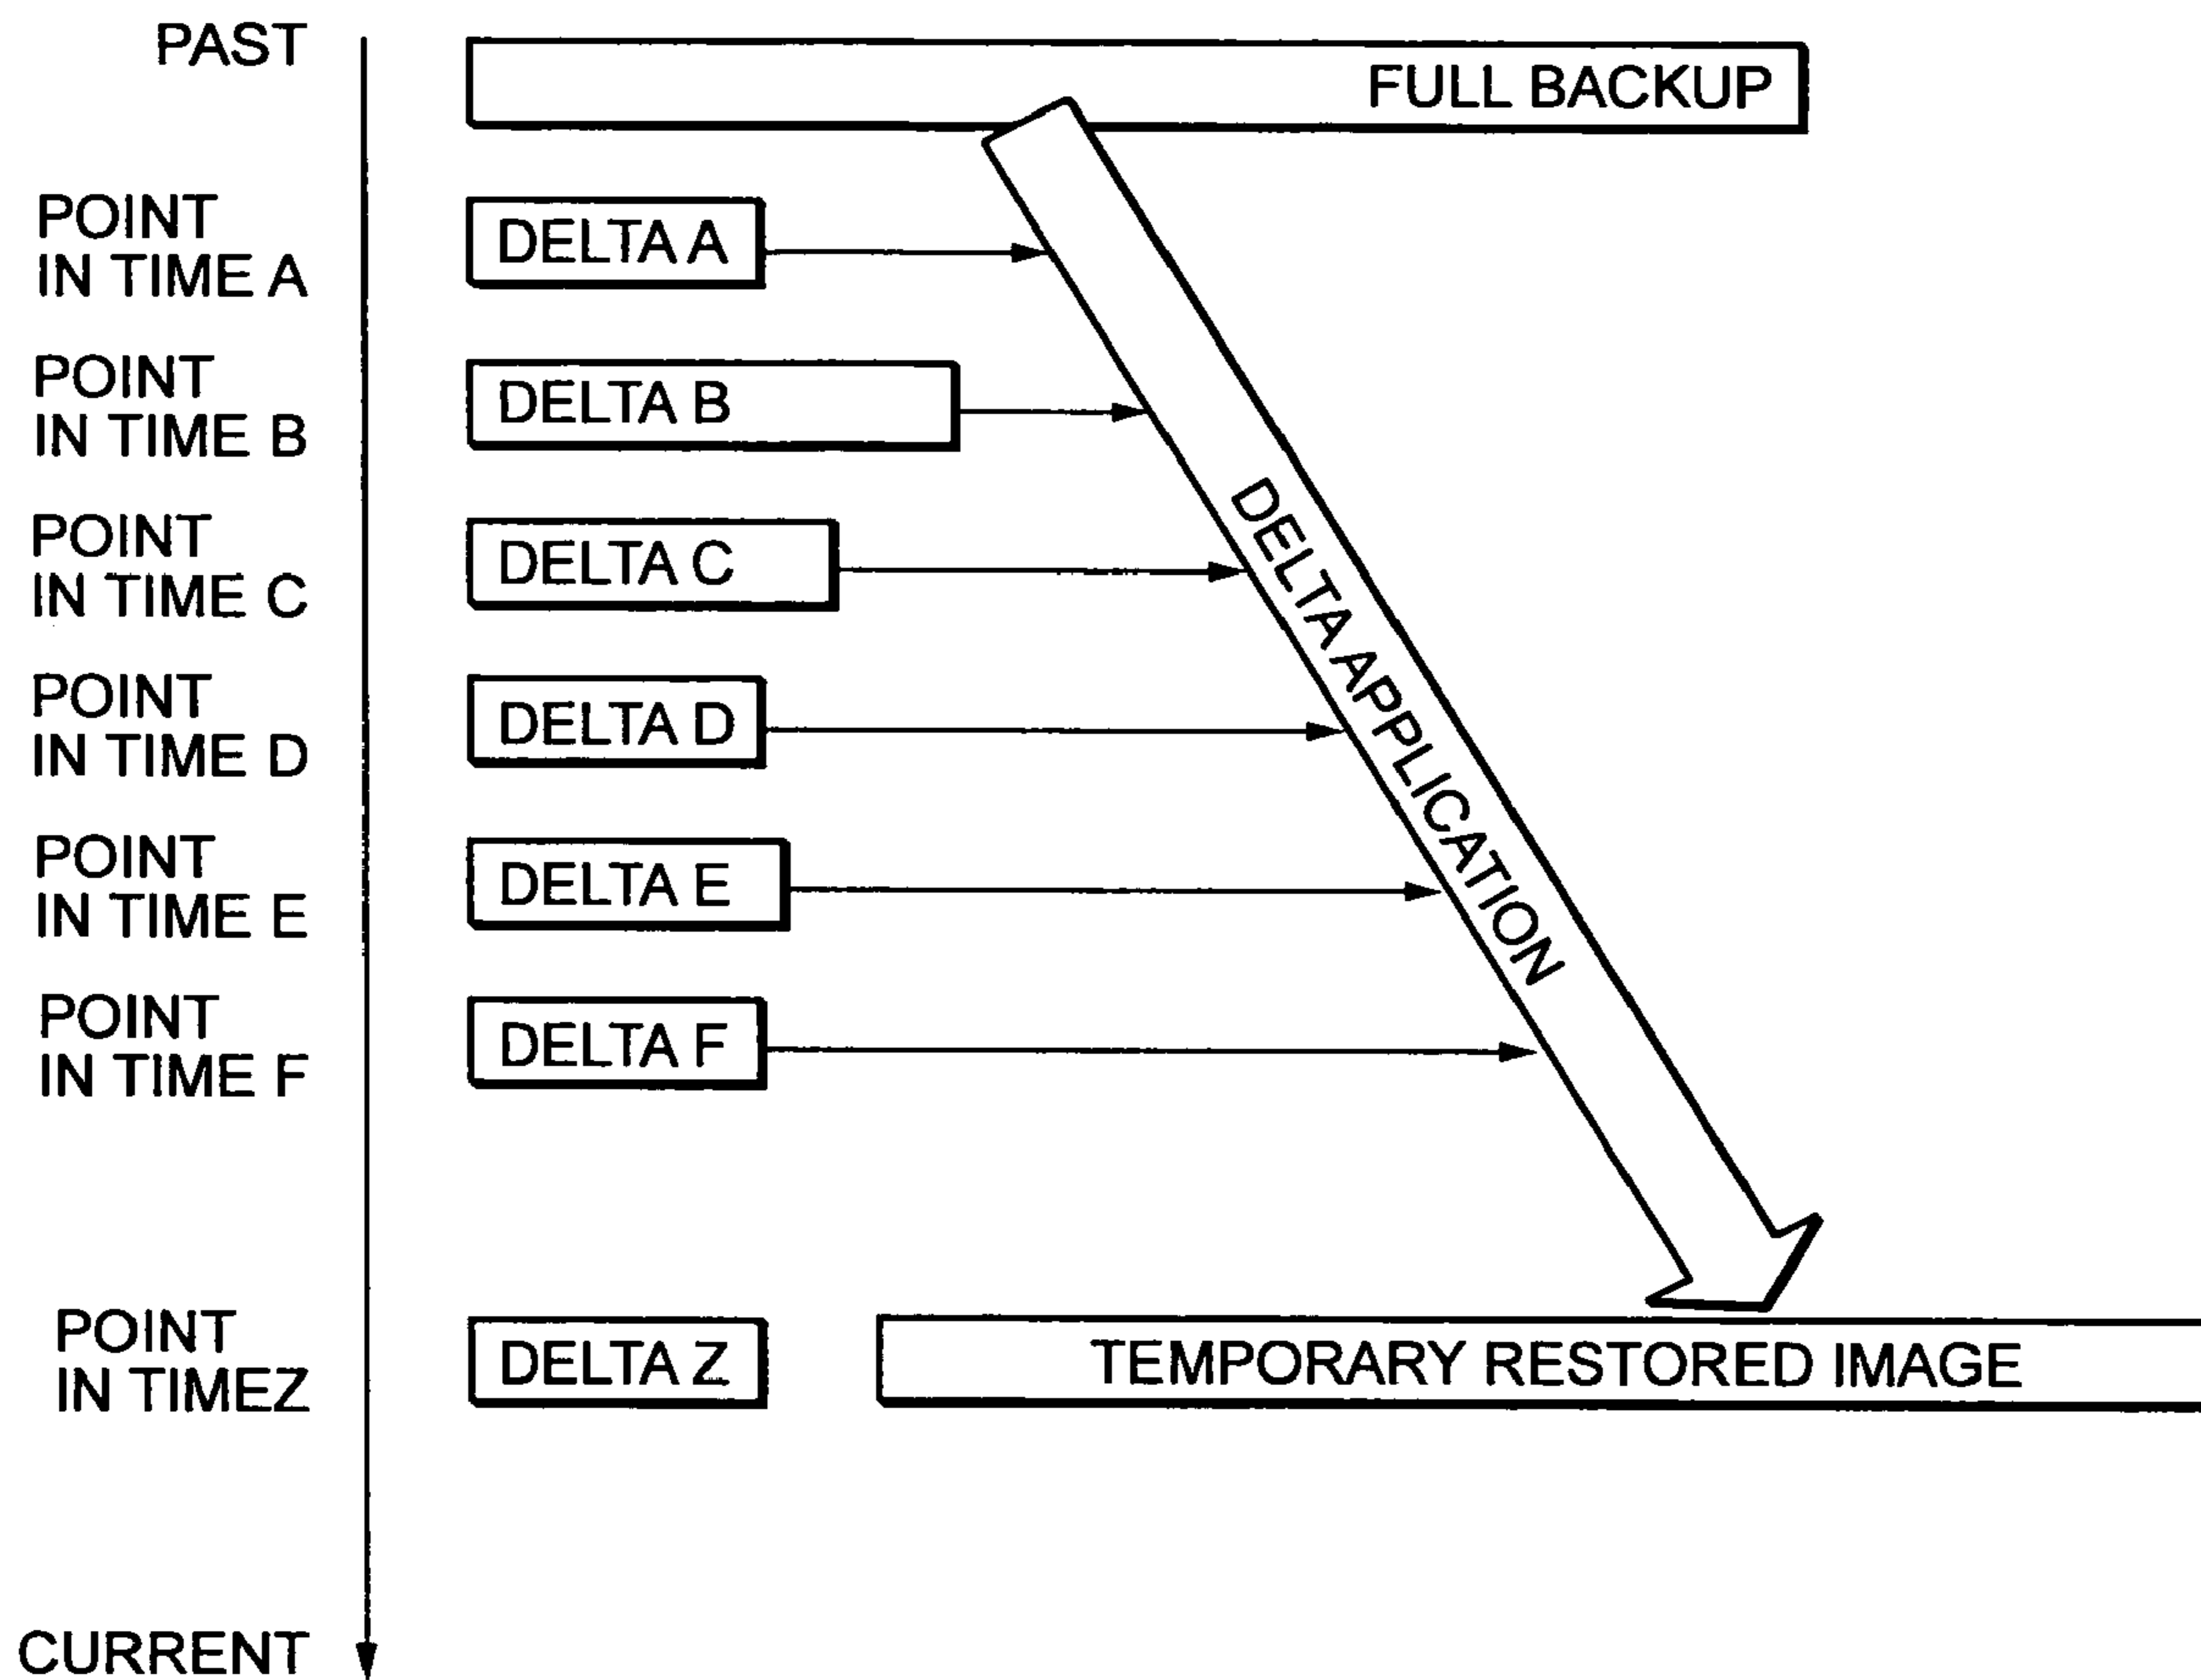 PAST
FULL BACKUP
POINT
IN TIME A
DELTA A
POINT
IN TIME B
DELTA B
POINT
IN TIME C
DELTA C
DELTA APPLICATION
POINT
IN TIME D
DELTA D
POINT
IN TIME E
DELTA E
POINT
IN TIME F
DELTA F
POINT
IN TIMEZ
DELTA Z
TEMPORARY RESTORED IMAGE
CURRENT